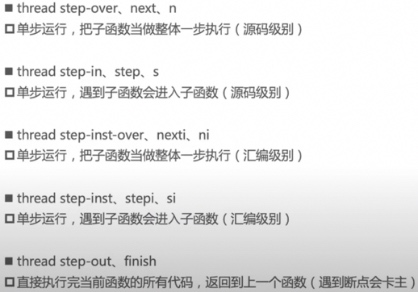 ■ thread step-over、next、n
□单步运行，把子函数当做整体一步执行（源码级别）
■ thread step-in、step、s
□单步运行，遇到子函数会进入子函数（源码级别）
■ thread step-inst-over、nexti、ni
□单步运行，把子函数当做整体一步执行（汇编级别）
■ thread step-inst、stepi、si
□单步运行，遇到子函数会进入子函数（汇编级别）
■ thread step-out、finish
□直接执行完当前函数的所有代码，返回到上一个函数（遇到断点会卡主）